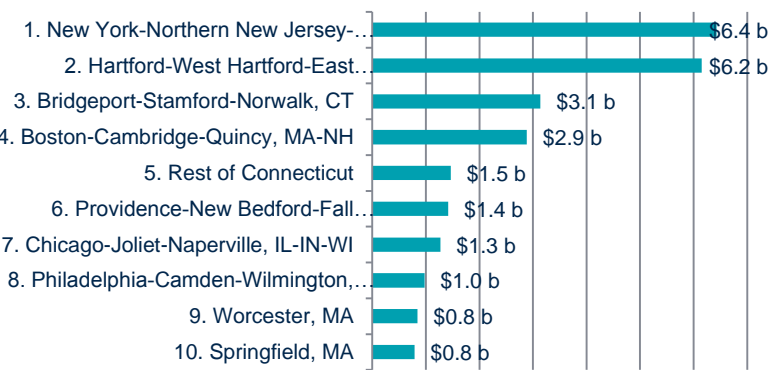 1. New York-Northern New Jersey-… $6.4 b
2. Hartford-West Hartford-East… $6.2 b
3. Bridgeport-Stamford-Norwalk, CT $3.1 b
4. Boston-Cambridge-Quincy, MA-NH $2.9 b
5. Rest of Connecticut $1.5 b
6. Providence-New Bedford-Fall… $1.4 b
7. Chicago-Joliet-Naperville, IL-IN-WI $1.3 b
8. Philadelphia-Camden-Wilmington,… $1.0 b
9. Worcester, MA $0.8 b
10. Springfield, MA $0.8 b